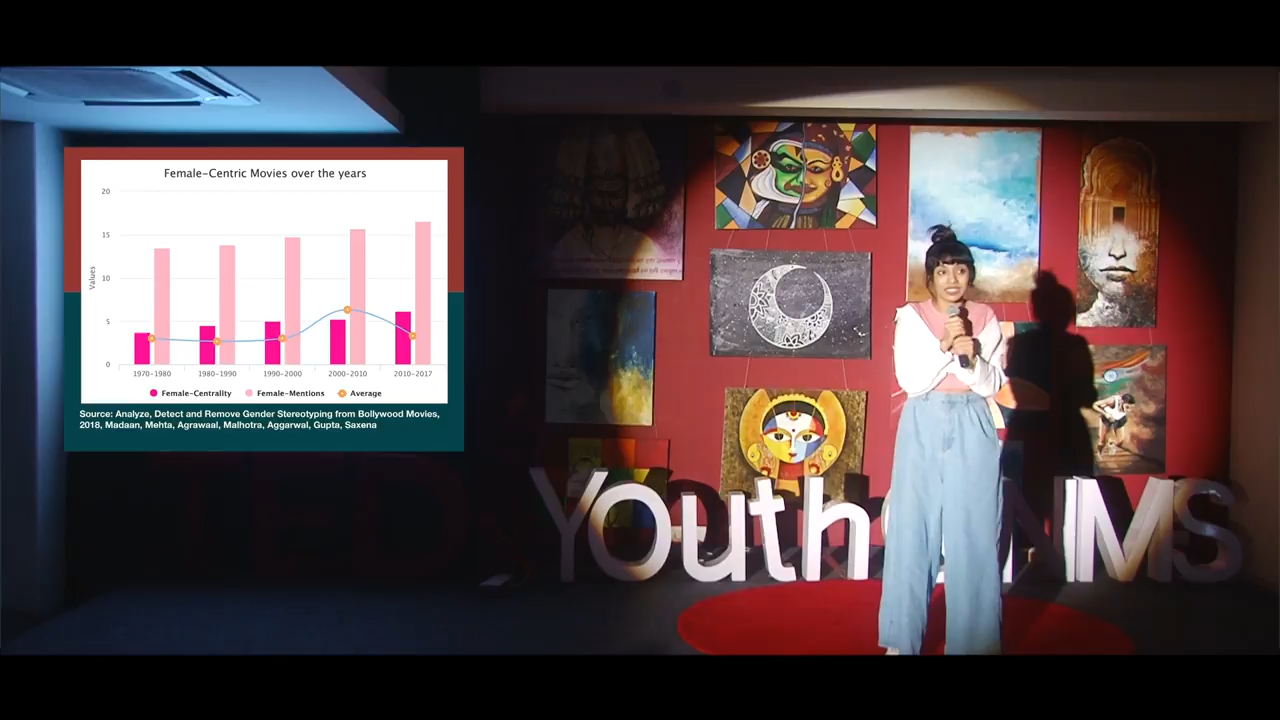 Female-Centric Movies over the years
20
15
10
5
0
Values
1970-1980
1980-1990
1990-2000
2000-2010
2010-2017
Female-Centrality
Female-Mentions
Average
Source: Analyze, Detect and Remove Gender Stereotyping from Bollywood Movies,
2018, Madaan, Mehta, Agrawaal, Malhotra, Aggarwal, Gupta, Saxena
TEDx
Youth@NMS